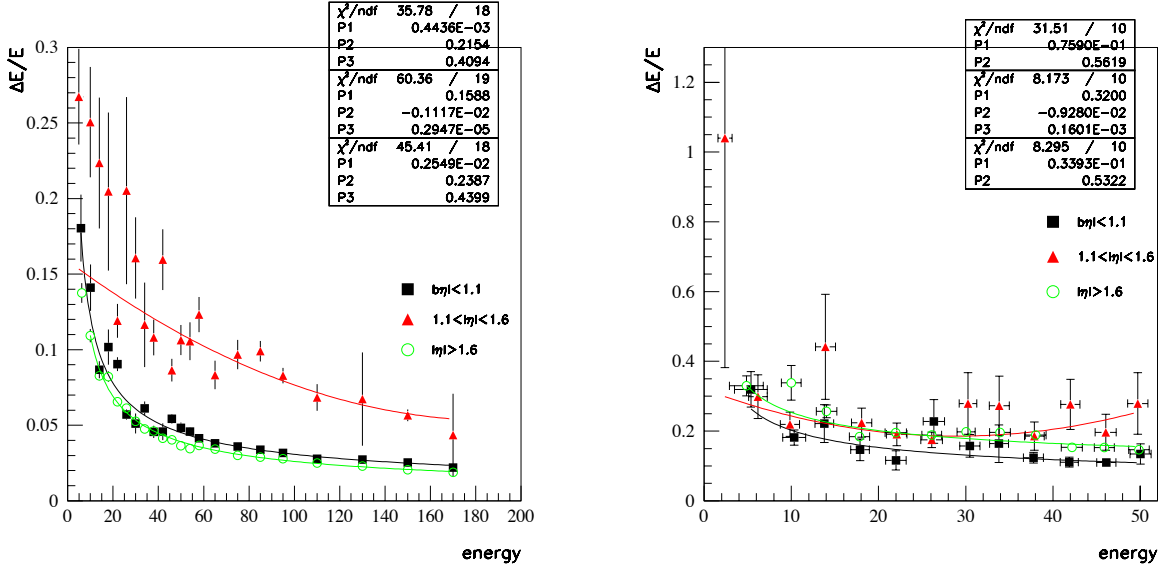 χ²/ndf 35.78 / 18
P1 0.4436E-03
P2 0.2154
P3 0.4094
χ²/ndf 60.36 / 19
P1 0.1588
P2 -0.1117E-02
P3 0.2947E-05
χ²/ndf 45.41 / 18
P1 0.2549E-02
P2 0.2387
P3 0.4399
ΔE/E
0.3
0.25
0.2
0.15
0.1
0.05
0
0 20 40 60 80 100 120 140 160 180 200
energy
|bη|<1.1
1.1<|η|<1.6
|η|>1.6
χ²/ndf 31.51 / 10
P1 0.7590E-01
P2 0.5619
χ²/ndf 8.173 / 10
P1 0.3200
P2 -0.9280E-02
P3 0.1601E-03
χ²/ndf 8.295 / 10
P1 0.3393E-01
P2 0.5322
ΔE/E
1.2
1
0.8
0.6
0.4
0.2
0
0 10 20 30 40 50
energy
|bη|<1.1
1.1<|η|<1.6
|η|>1.6